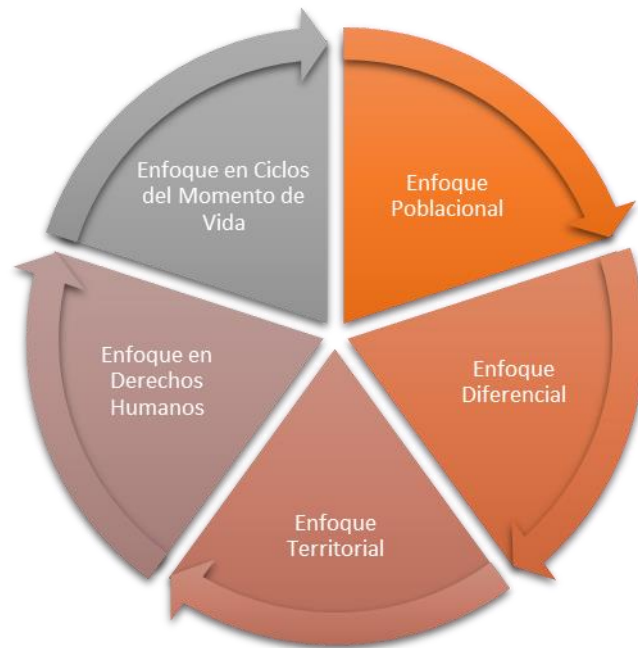 Enfoque en Ciclos
del Momento de
Vida
Enfoque
Poblacional
Enfoque
Diferencial
Enfoque
Territorial
Enfoque en
Derechos
Humanos